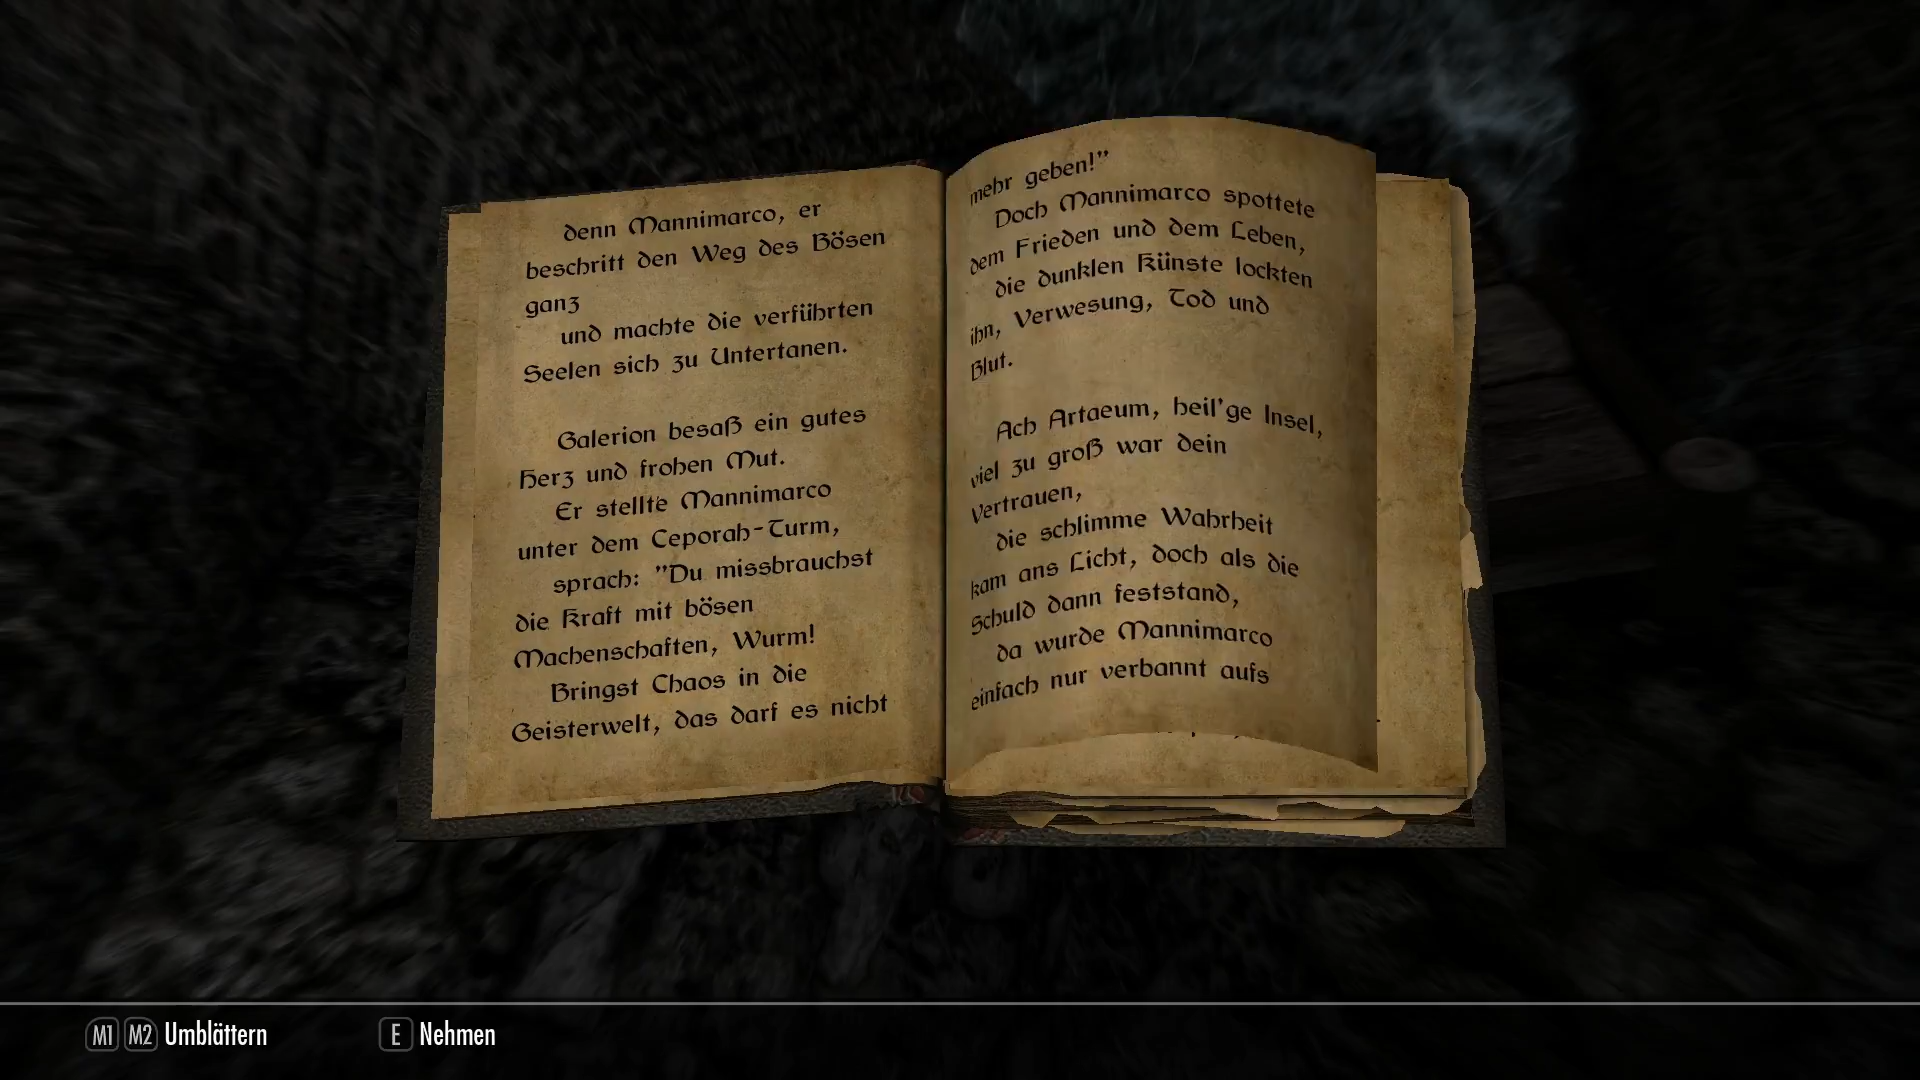 denn Mannimarco, er
beschritt den Weg des Bösen
ganz
und machte die verführten
Seelen sich zu Untertanen.
Galerion besaß ein gutes
Herz und frohen Mut.
Er stellte Mannimarco
unter dem Ceporah-Turm,
sprach: "Du missbrauchst
die Kraft mit bösen
Machenschaften, Wurm!
Bringst Chaos in die
Geisterwelt, das darf es nicht
mehr geben!"
Doch Mannimarco spottete
dem Frieden und dem Leben,
die dunklen Künste lockten
ihn, Verwesung, Tod und
Blut.
Ach Artaeum, heil'ge Insel,
viel zu groß war dein
Vertrauen,
die schlimme Wahrheit
kam ans Licht, doch als die
Schuld dann feststand,
da wurde Mannimarco
einfach nur verbannt aufs
M1 M2 Umblättern
E Nehmen